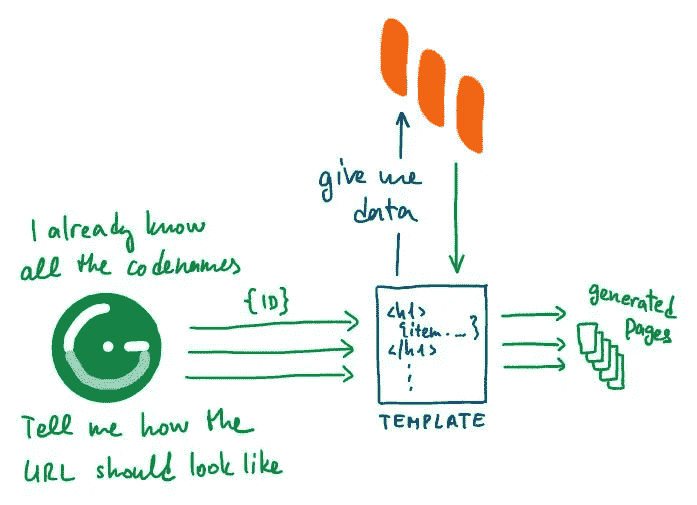 give me
data
I already know
all the codenames
{ID}
<h1>
{item....}
</h1>
generated
pages
TEMPLATE
Tell me how the
URL should look like